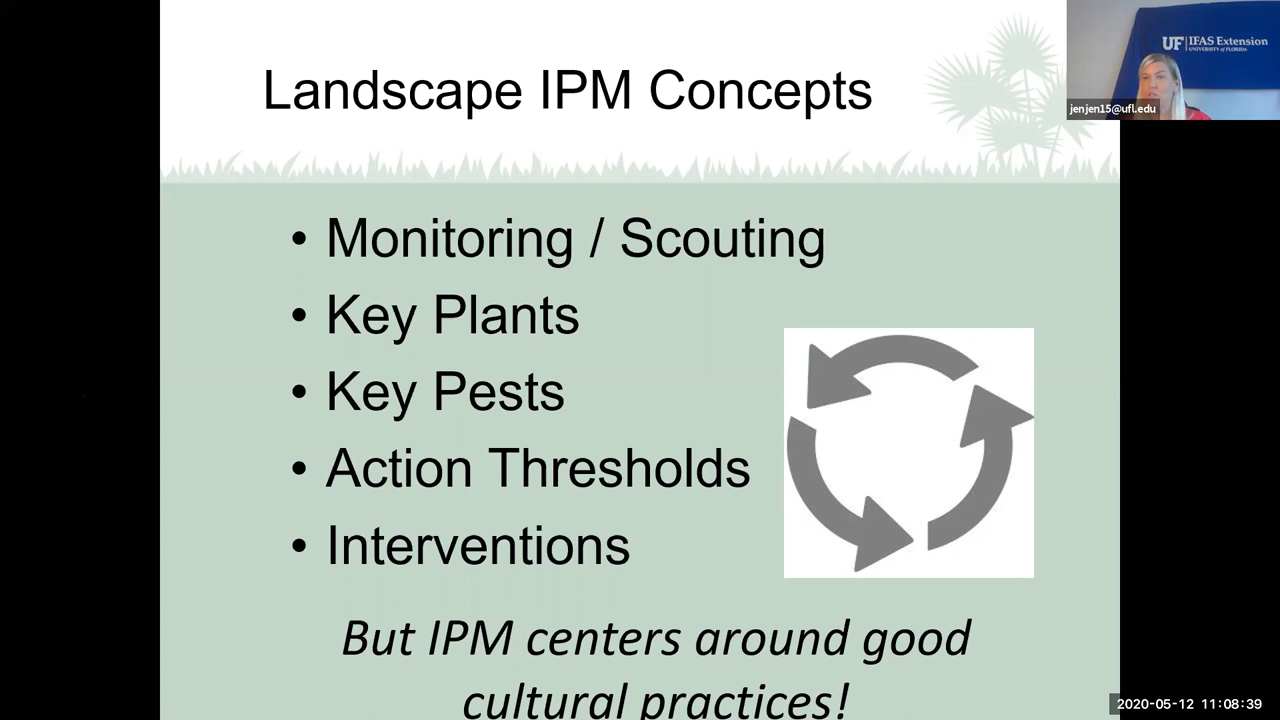 Landscape IPM Concepts
UF IFAS Extension
UNIVERSITY of FLORIDA
jenjen15@ufl.edu
• Monitoring / Scouting
• Key Plants
• Key Pests
• Action Thresholds
• Interventions
But IPM centers around good
cultural practices!
2020-05-12 11:08:39